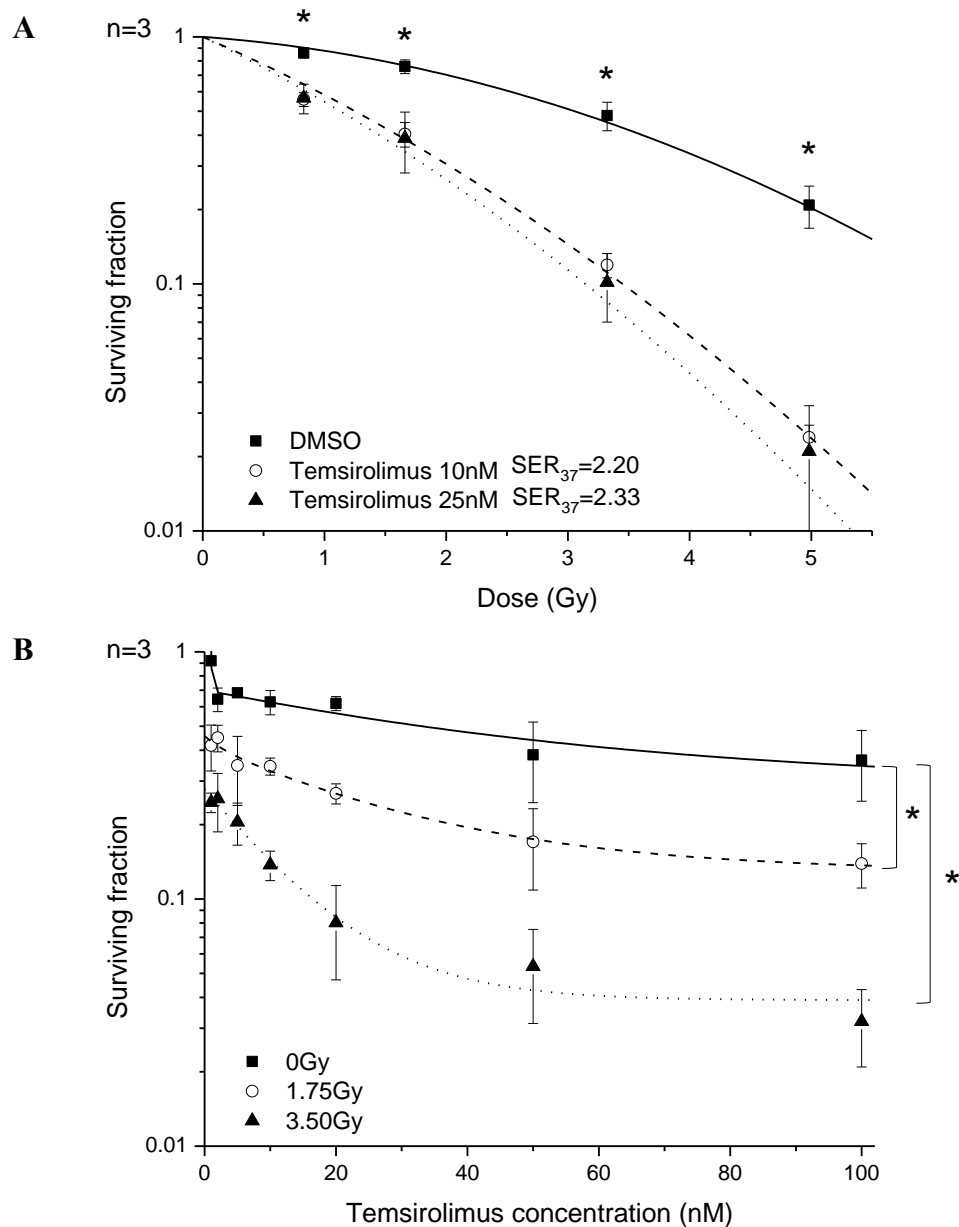 A
n=3
1
*
*
*
*
0.1
0.01
Surviving fraction
DMSO
Temsirolimus 10nM SER37=2.20
Temsirolimus 25nM SER37=2.33
0 1 2 3 4 5
Dose (Gy)
B
n=3
1
0.1
0.01
Surviving fraction
*
*
0Gy
1.75Gy
3.50Gy
0 20 40 60 80 100
Temsirolimus concentration (nM)